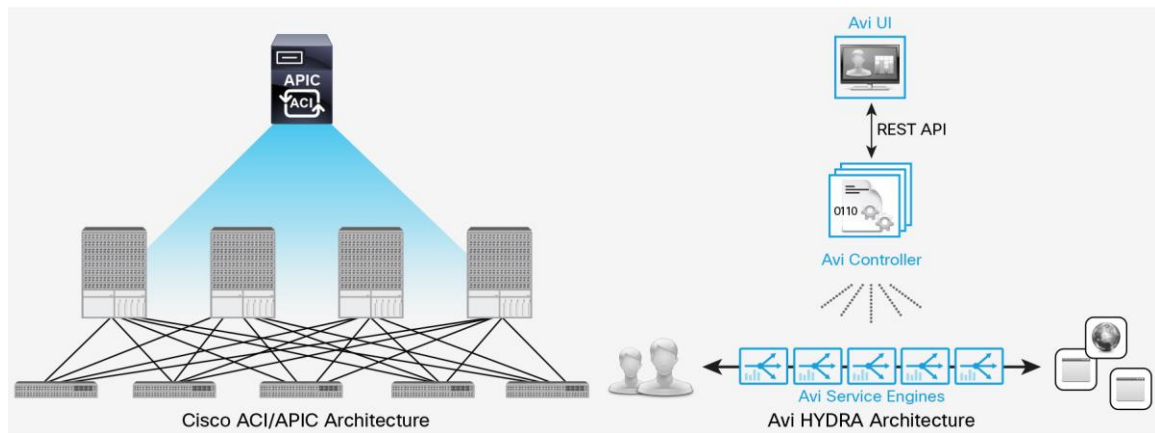 APIC
ACI
Cisco ACI/APIC Architecture
Avi UI
REST API
0110
Avi Controller
Avi Service Engines
Avi HYDRA Architecture